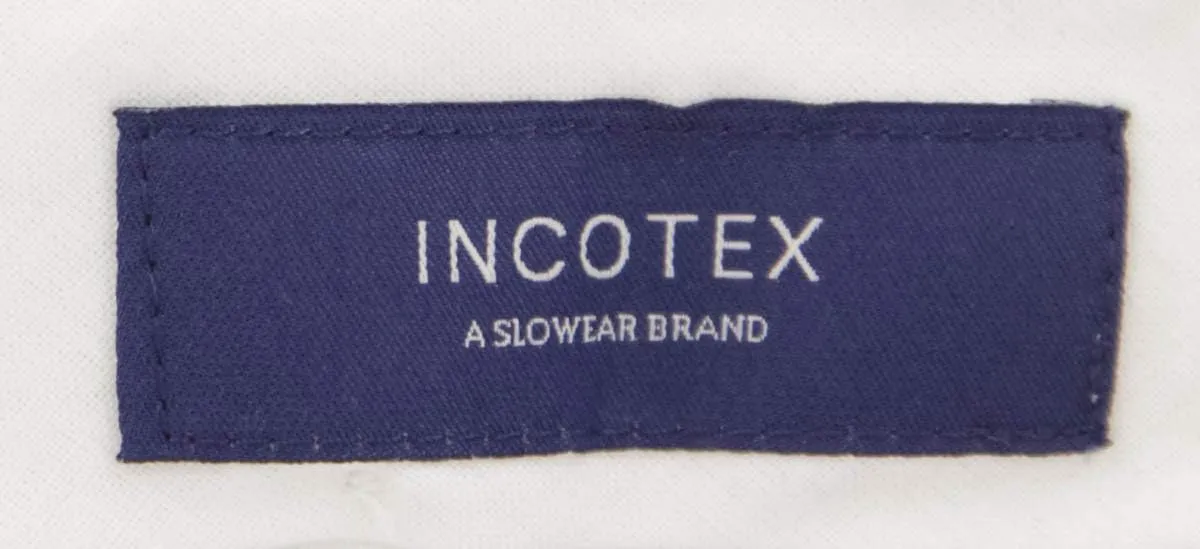 INCOTEX
A SLOWEAR BRAND